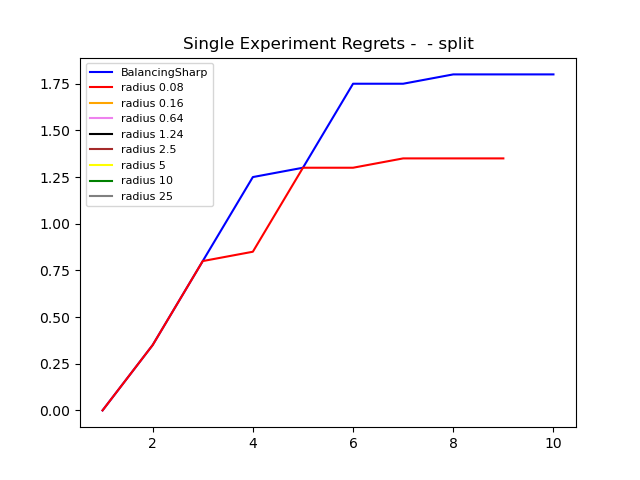 Single Experiment Regrets -  - split
BalancingSharp
radius 0.08
radius 0.16
radius 0.64
radius 1.24
radius 2.5
radius 5
radius 10
radius 25
1.75
1.50
1.25
1.00
0.75
0.50
0.25
0.00
2 4 6 8 10